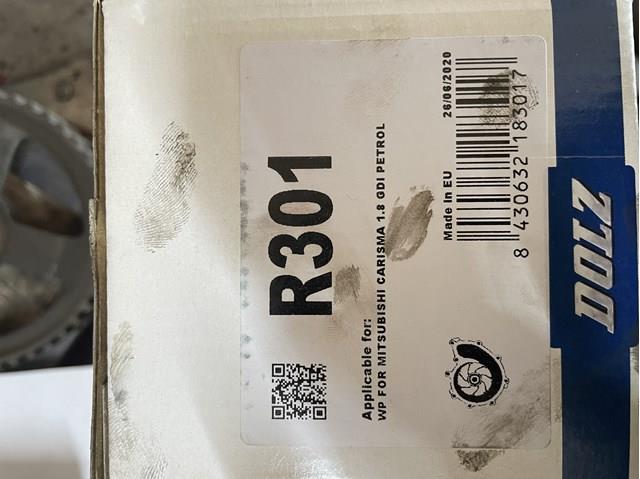 R301
Applicable for:
WP FOR MITSUBISHI CARISMA 1.8 GDI PETROL
Made In EU
26/06/2020
8 430632 183017
DOLZ